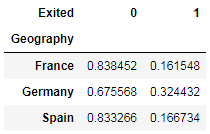 Exited 0 1
Geography
France 0.838452 0.161548
Germany 0.675568 0.324432
Spain 0.833266 0.166734